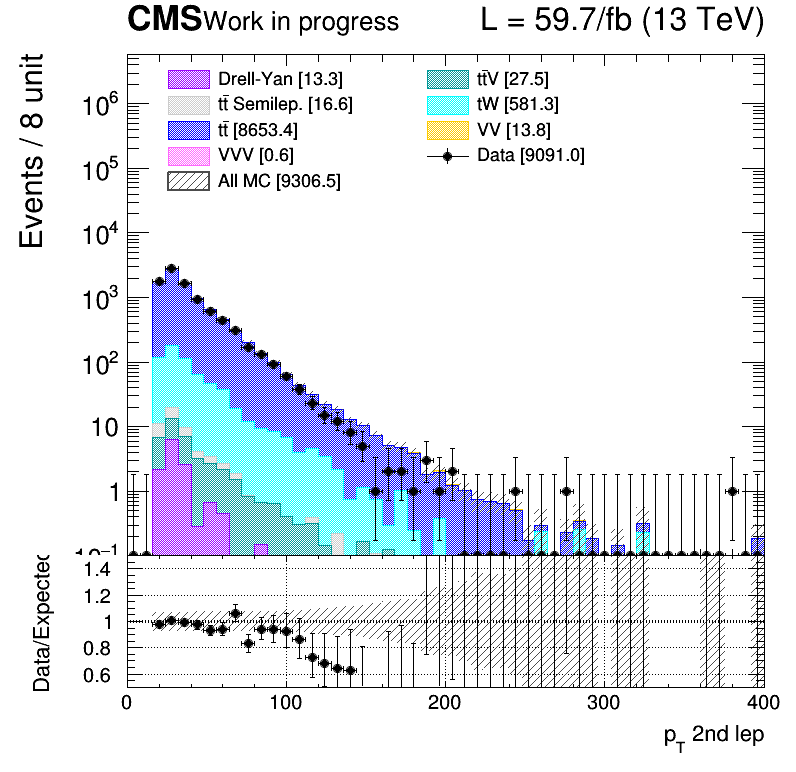 CMS Work in progress L = 59.7/fb (13 TeV)
Events / 8 unit
10⁶
10⁵
10⁴
10³
10²
10
1
10⁻¹
Drell-Yan [13.3]
tt̄ Semilep. [16.6]
tt̄ [8653.4]
VVV [0.6]
All MC [9306.5]
tt̄V [27.5]
tW [581.3]
VV [13.8]
Data [9091.0]
Data/Expected
1.4
1.2
1
0.8
0.6
0 100 200 300 400
p_T 2nd lep